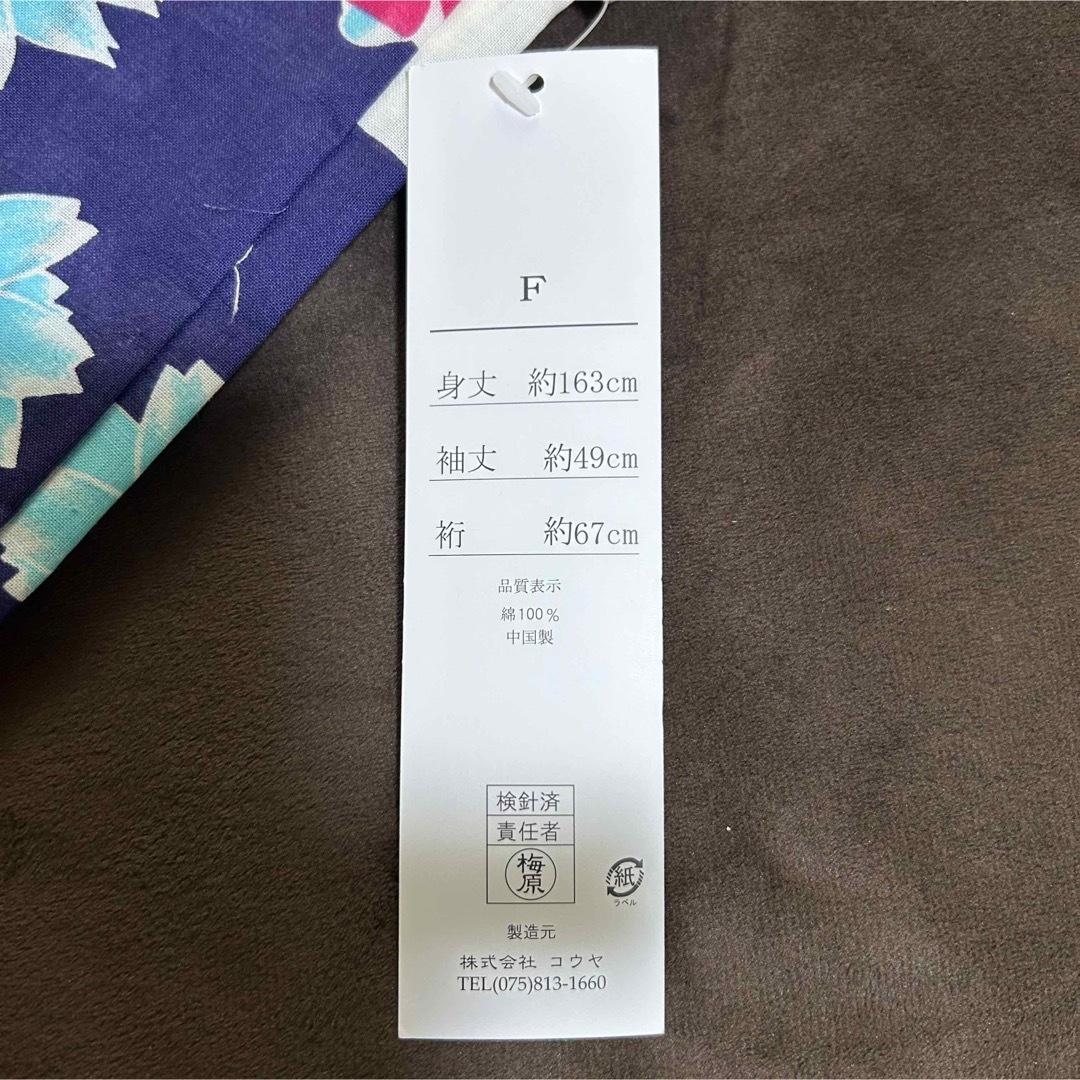 F
身丈 約163cm
袖丈 約49cm
裄 約67cm
品質表示
綿100%
中国製
検針済
責任者
梅原
紙
ラベル
製造元
株式会社 コウヤ
TEL(075)813-1660